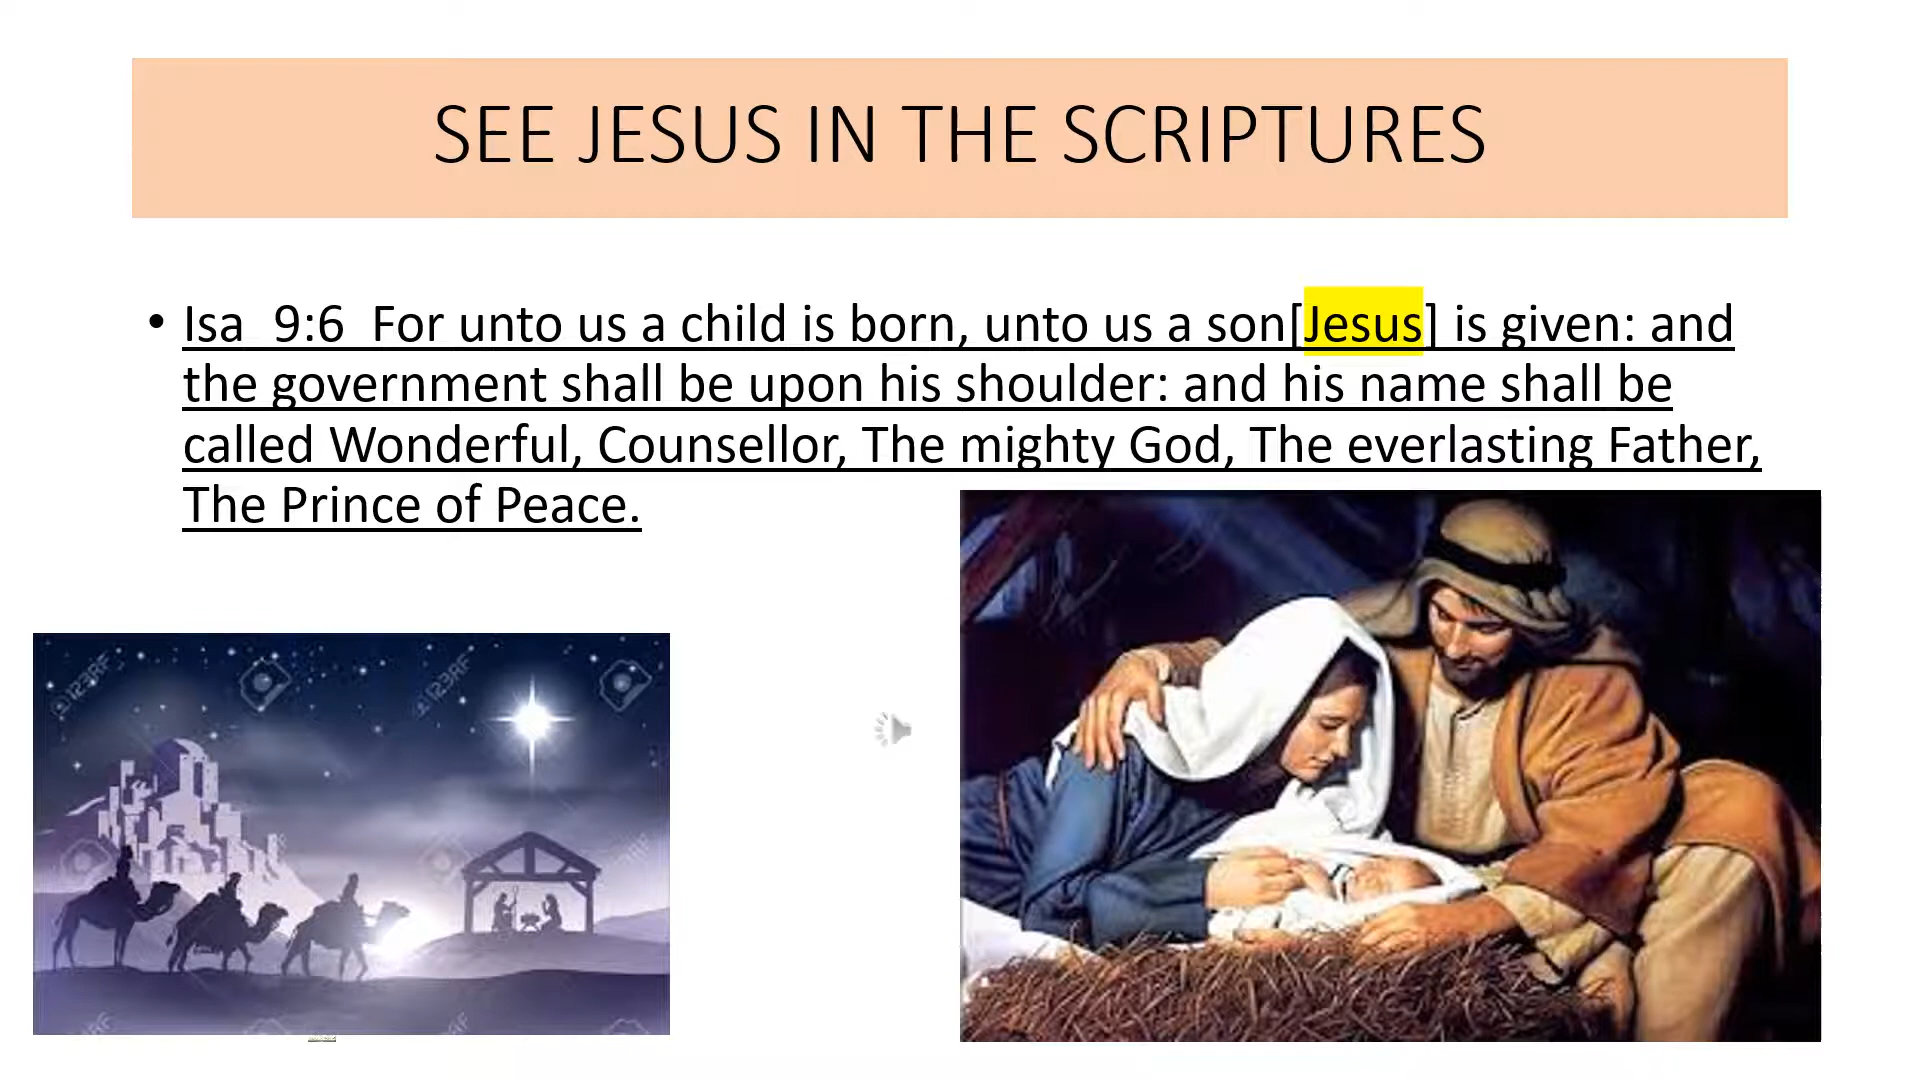 SEE JESUS IN THE SCRIPTURES
• Isa  9:6  For unto us a child is born, unto us a son[Jesus] is given: and
the government shall be upon his shoulder: and his name shall be
called Wonderful, Counsellor, The mighty God, The everlasting Father,
The Prince of Peace.
123RF
123RF